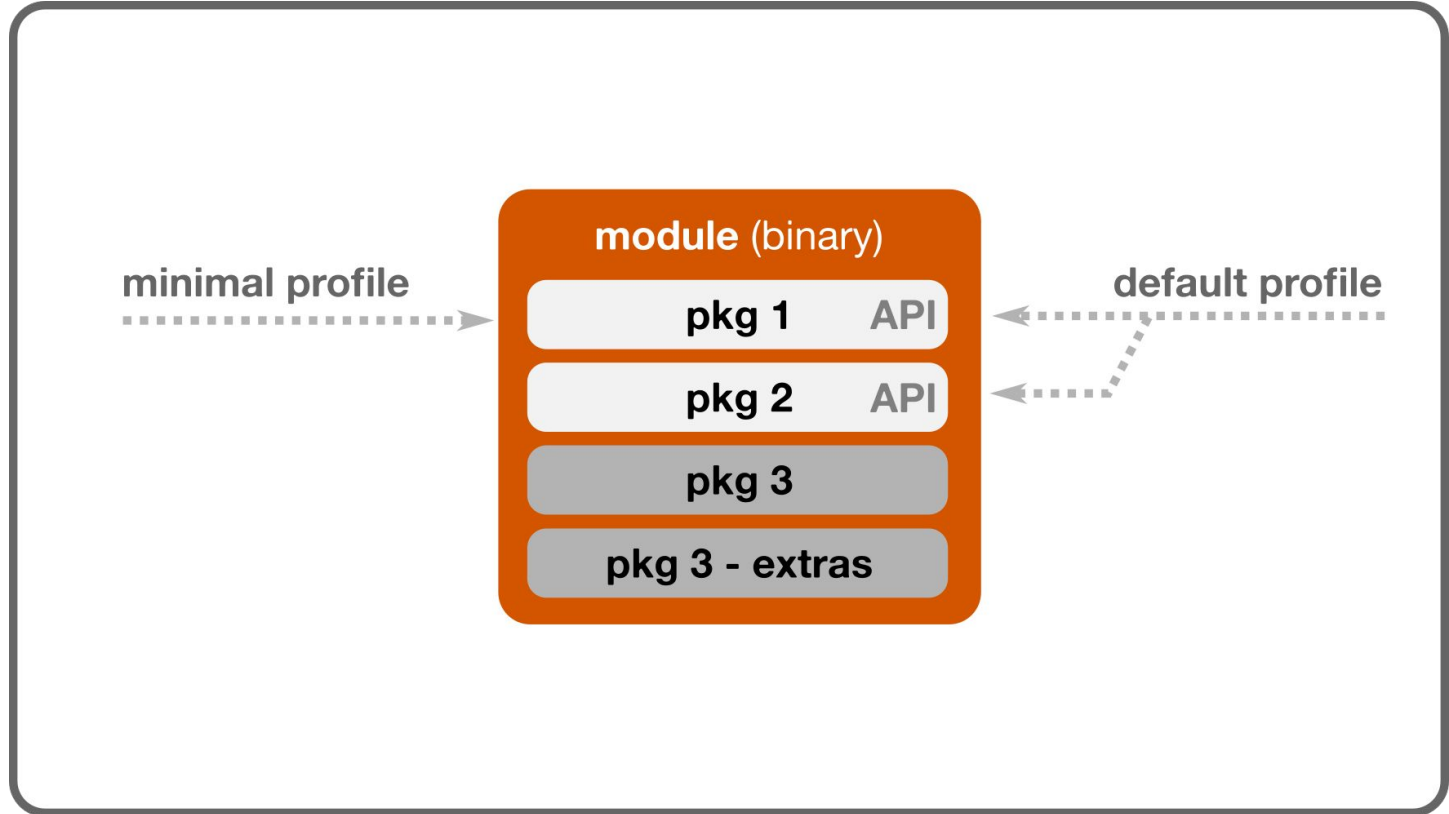 module (binary)
minimal profile
default profile
pkg 1 API
pkg 2 API
pkg 3
pkg 3 - extras